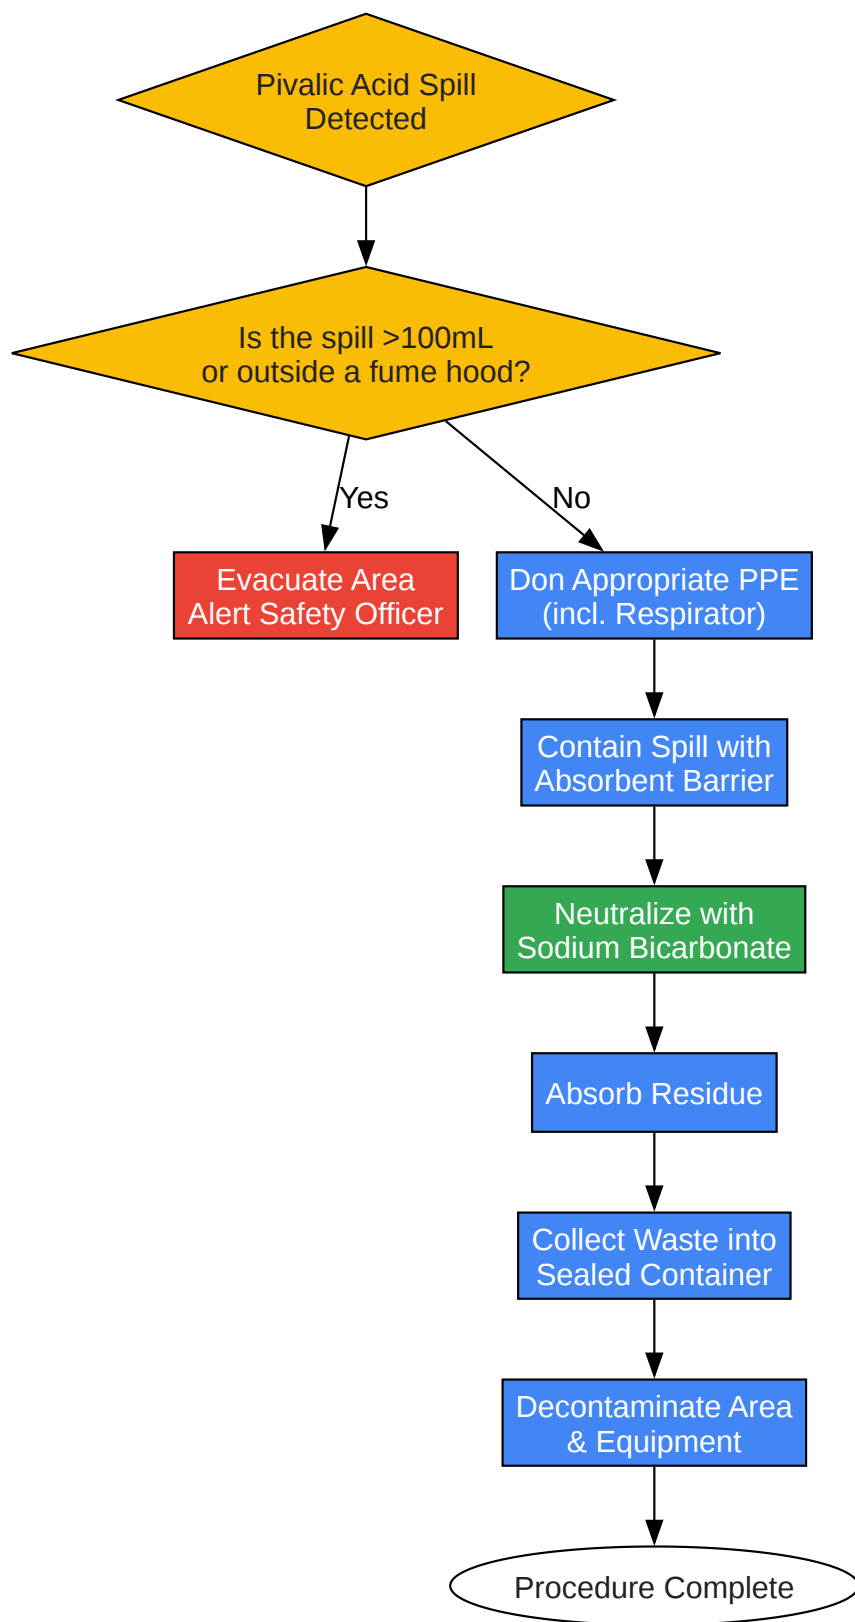 Pivalic Acid Spill
Detected
Is the spill >100mL
or outside a fume hood?
Yes
No
Evacuate Area
Alert Safety Officer
Don Appropriate PPE
(incl. Respirator)
Contain Spill with
Absorbent Barrier
Neutralize with
Sodium Bicarbonate
Absorb Residue
Collect Waste into
Sealed Container
Decontaminate Area
& Equipment
Procedure Complete